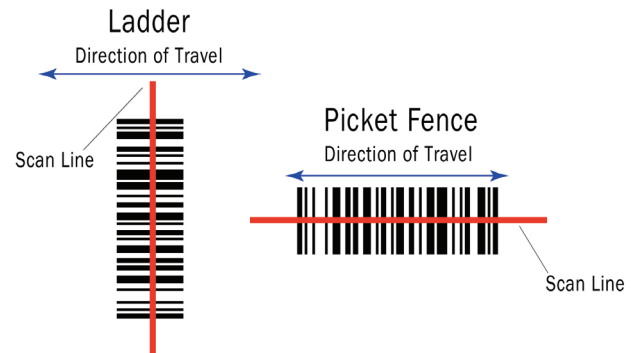 Ladder
Direction of Travel
Scan Line
Picket Fence
Direction of Travel
Scan Line